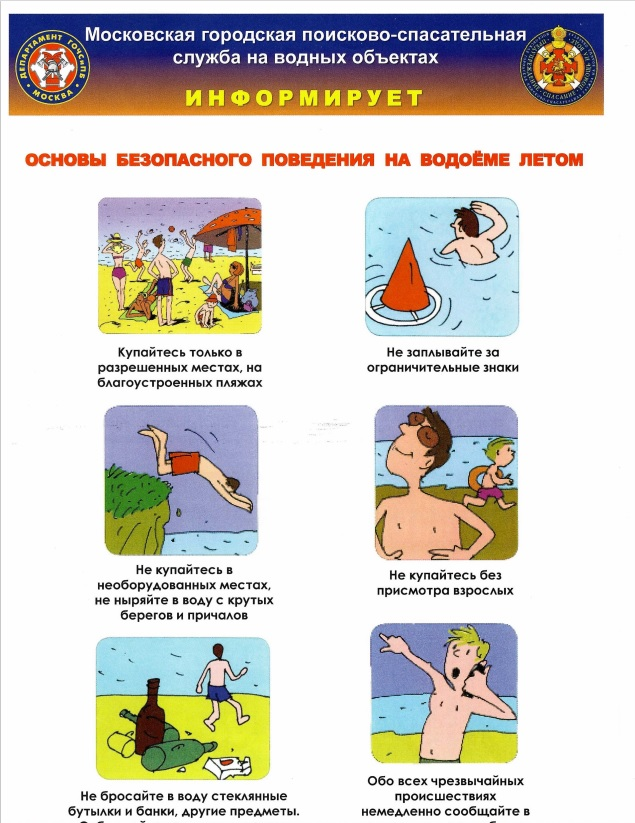 Московская городская поисково-спасательная
служба на водных объектах
ИНФОРМИРУЕТ
ДЕПАРТАМЕНТ ГОЧСиПБ
МОСКВА
ОСНОВЫ БЕЗОПАСНОГО ПОВЕДЕНИЯ НА ВОДОЁМЕ ЛЕТОМ
Купайтесь только в
разрешенных местах, на
благоустроенных пляжах
Не заплывайте за
ограничительные знаки
Не купайтесь в
необорудованных местах,
не ныряйте в воду с крутых
берегов и причалов
Не купайтесь без
присмотра взрослых
Не бросайте в воду стеклянные
бутылки и банки, другие предметы.
Обо всех чрезвычайных
происшествиях
немедленно сообщайте в